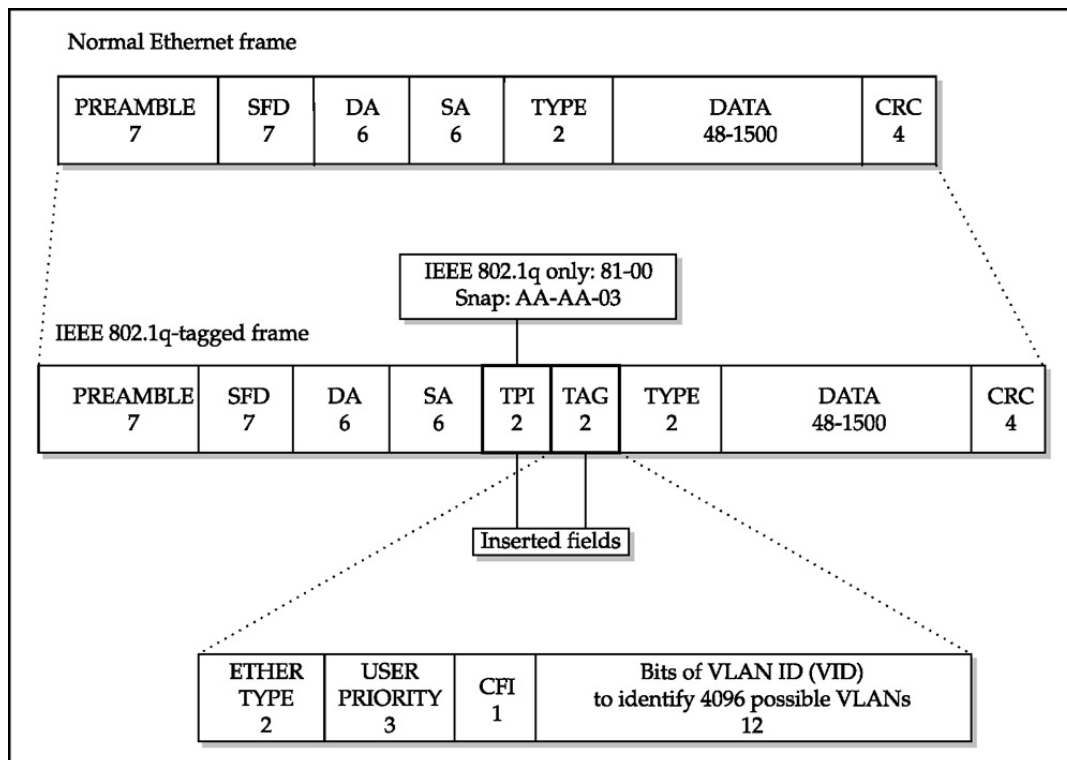 Normal Ethernet frame
PREAMBLE
7
SFD
7
DA
6
SA
6
TYPE
2
DATA
48-1500
CRC
4
IEEE 802.1q only: 81-00
Snap: AA-AA-03
IEEE 802.1q-tagged frame
PREAMBLE
7
SFD
7
DA
6
SA
6
TPI
2
TAG
2
TYPE
2
DATA
48-1500
CRC
4
Inserted fields
ETHER
TYPE
2
USER
PRIORITY
3
CFI
1
Bits of VLAN ID (VID)
to identify 4096 possible VLANs
12